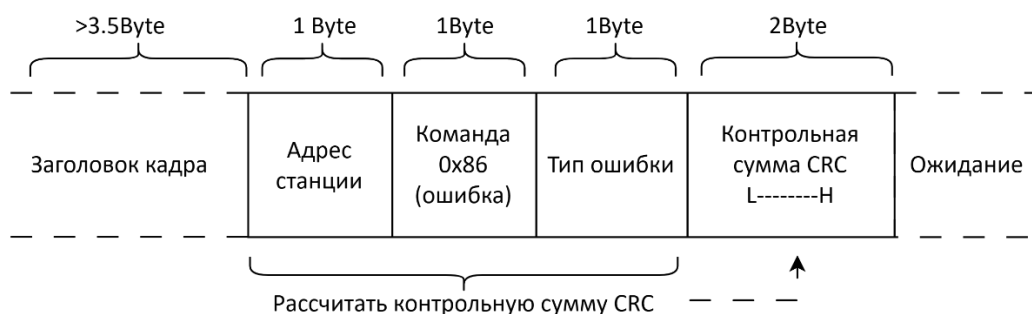 >3.5Byte 1 Byte 1Byte 1Byte 2Byte
Заголовок кадра
Адрес
станции
Команда
0x86
(ошибка)
Тип ошибки
Контрольная
сумма CRC
L--------H
Ожидание
Рассчитать контрольную сумму CRC